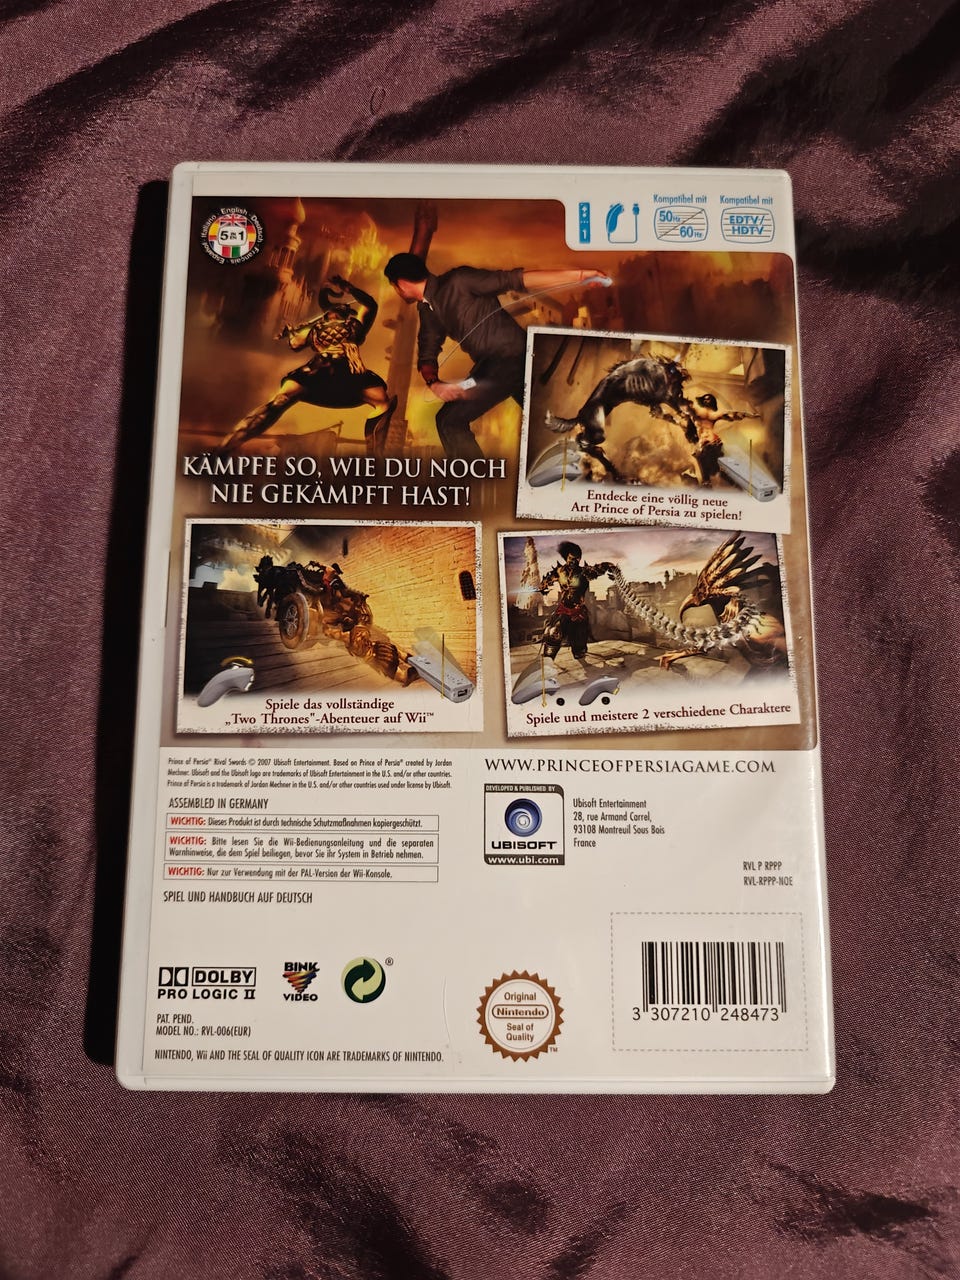 English · Deutsch · Français · Español · Italiano
5 IN 1
1
Kompatibel mit
50Hz
60Hz
Kompatibel mit
EDTV/
HDTV
KÄMPFE SO, WIE DU NOCH
NIE GEKÄMPFT HAST!
Entdecke eine völlig neue
Art Prince of Persia zu spielen!
Spiele das vollständige
„Two Thrones"-Abenteuer auf Wii™
Spiele und meistere 2 verschiedene Charaktere
Prince of Persia® Rival Swords © 2007 Ubisoft Entertainment. Based on Prince of Persia® created by Jordan
Mechner. Ubisoft and the Ubisoft logo are trademarks of Ubisoft Entertainment in the U.S. and/or other countries.
Prince of Persia is a trademark of Jordan Mechner in the U.S. and/or other countries used under license by Ubisoft.
WWW.PRINCEOFPERSIAGAME.COM
ASSEMBLED IN GERMANY
WICHTIG: Dieses Produkt ist durch technische Schutzmaßnahmen kopiergeschützt.
WICHTIG: Bitte lesen Sie die Wii-Bedienungsanleitung und die separaten
Warnhinweise, die dem Spiel beiliegen, bevor Sie ihr System in Betrieb nehmen.
WICHTIG: Nur zur Verwendung mit der PAL-Version der Wii-Konsole.
SPIEL UND HANDBUCH AUF DEUTSCH
DEVELOPED & PUBLISHED BY
UBISOFT
www.ubi.com
Ubisoft Entertainment
28, rue Armand Carrel,
93108 Montreuil Sous Bois
France
RVL P RPPP
RVL-RPPP-NOE
DOLBY
PRO LOGIC II
BINK
VIDEO
®
Original
Nintendo
Seal of
Quality
TM
3 307210 248473
PAT. PEND.
MODEL NO.: RVL-006(EUR)
NINTENDO, Wii AND THE SEAL OF QUALITY ICON ARE TRADEMARKS OF NINTENDO.